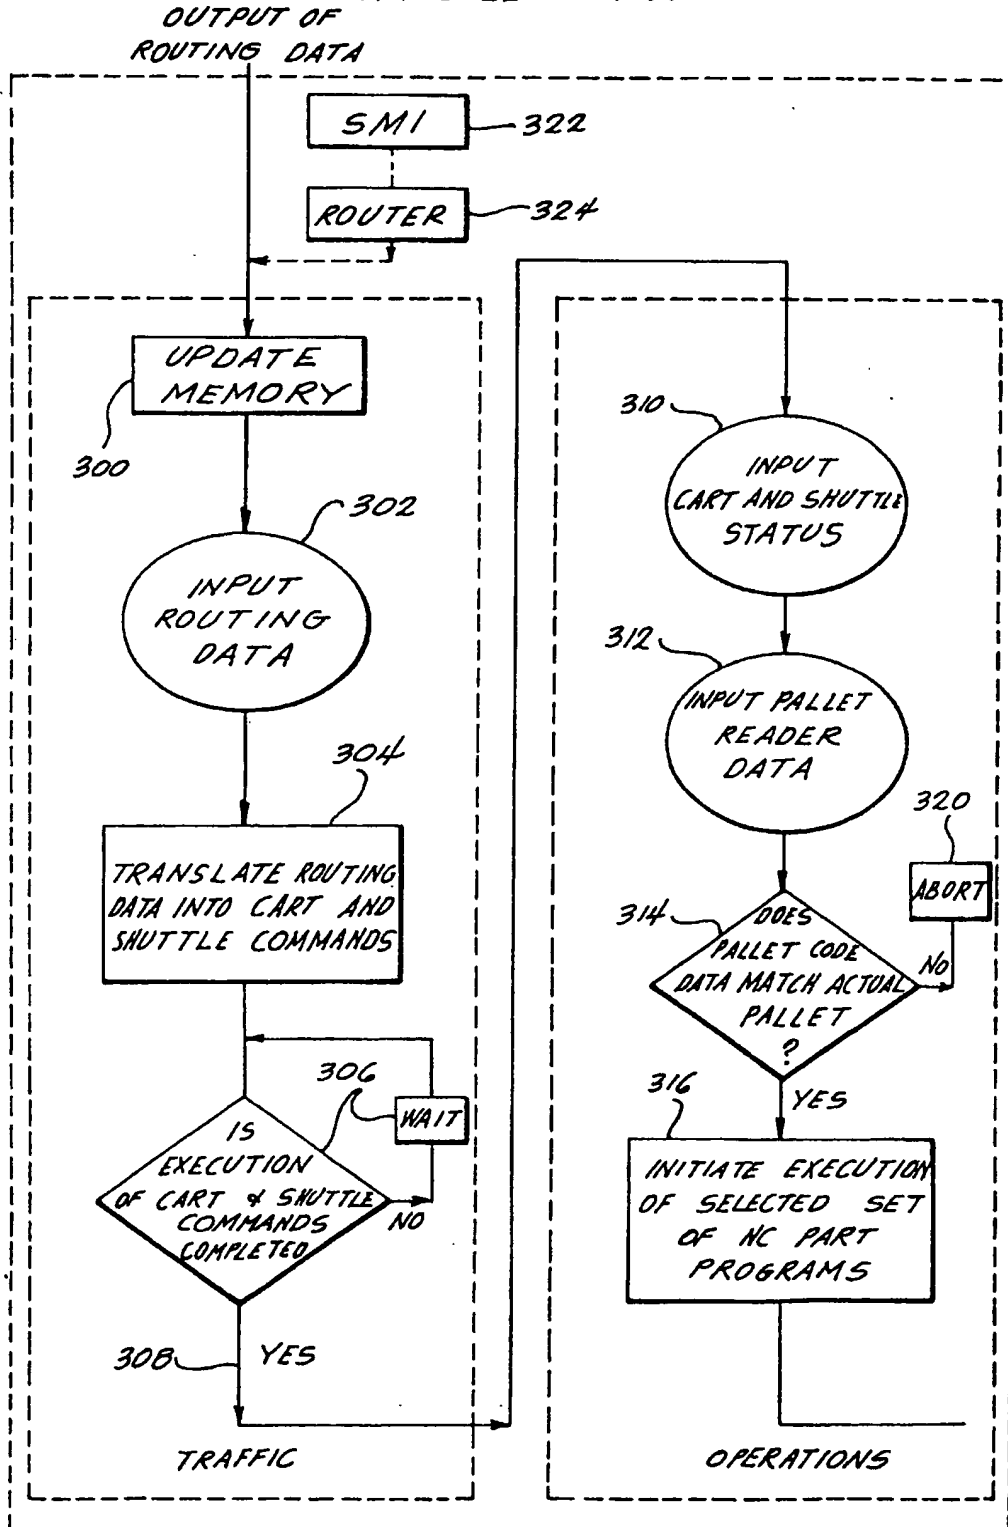 OUTPUT OF
ROUTING DATA
SMI
322
ROUTER
324
UPDATE
MEMORY
300
302
INPUT
ROUTING
DATA
304
TRANSLATE ROUTING
DATA INTO CART AND
SHUTTLE COMMANDS
306
WAIT
IS
EXECUTION
OF CART & SHUTTLE
COMMANDS
COMPLETED
NO
308
YES
TRAFFIC
310
INPUT
CART AND SHUTTLE
STATUS
312
INPUT PALLET
READER
DATA
320
ABORT
314
DOES
PALLET CODE
DATA MATCH ACTUAL
PALLET
?
NO
316
YES
INITIATE EXECUTION
OF SELECTED SET
OF NC PART
PROGRAMS
OPERATIONS